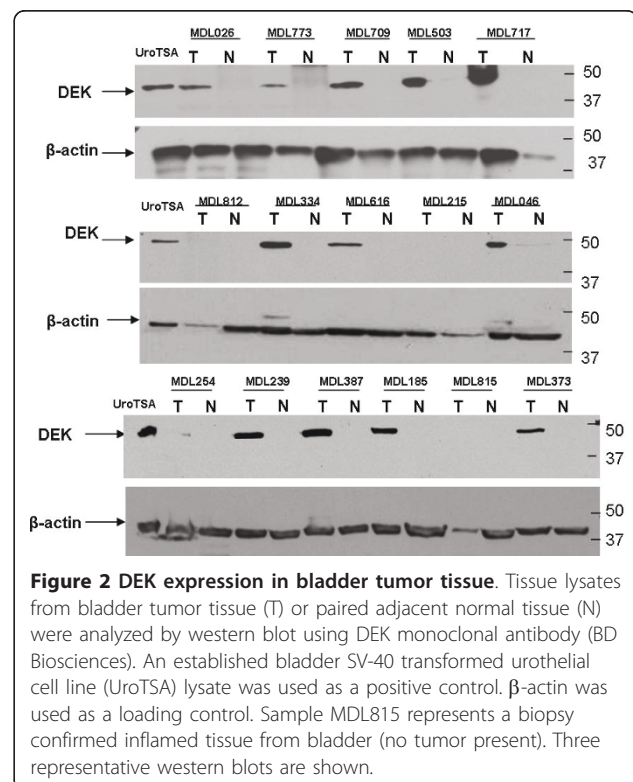 MDL026 MDL773 MDL709 MDL503 MDL717
UroTSA T N T N T N T N T N
DEK
50
37
β-actin
50
37
MDL812 MDL334 MDL616 MDL215 MDL046
UroTSA T N T N T N T N T N
DEK
50
37
β-actin
50
37
MDL254 MDL239 MDL387 MDL185 MDL815 MDL373
UroTSA T N T N T N T N T N T N
DEK
50
37
β-actin
50
37
Figure 2 DEK expression in bladder tumor tissue. Tissue lysates
from bladder tumor tissue (T) or paired adjacent normal tissue (N)
were analyzed by western blot using DEK monoclonal antibody (BD
Biosciences). An established bladder SV-40 transformed urothelial
cell line (UroTSA) lysate was used as a positive control. β-actin was
used as a loading control. Sample MDL815 represents a biopsy
confirmed inflamed tissue from bladder (no tumor present). Three
representative western blots are shown.